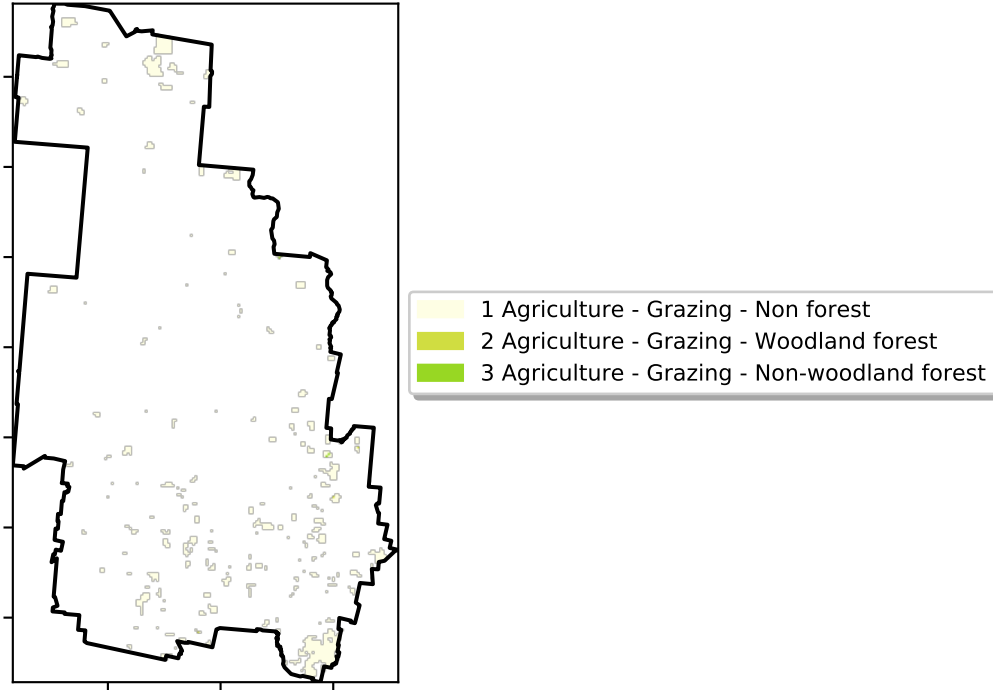 1 Agriculture - Grazing - Non forest
2 Agriculture - Grazing - Woodland forest
3 Agriculture - Grazing - Non-woodland forest